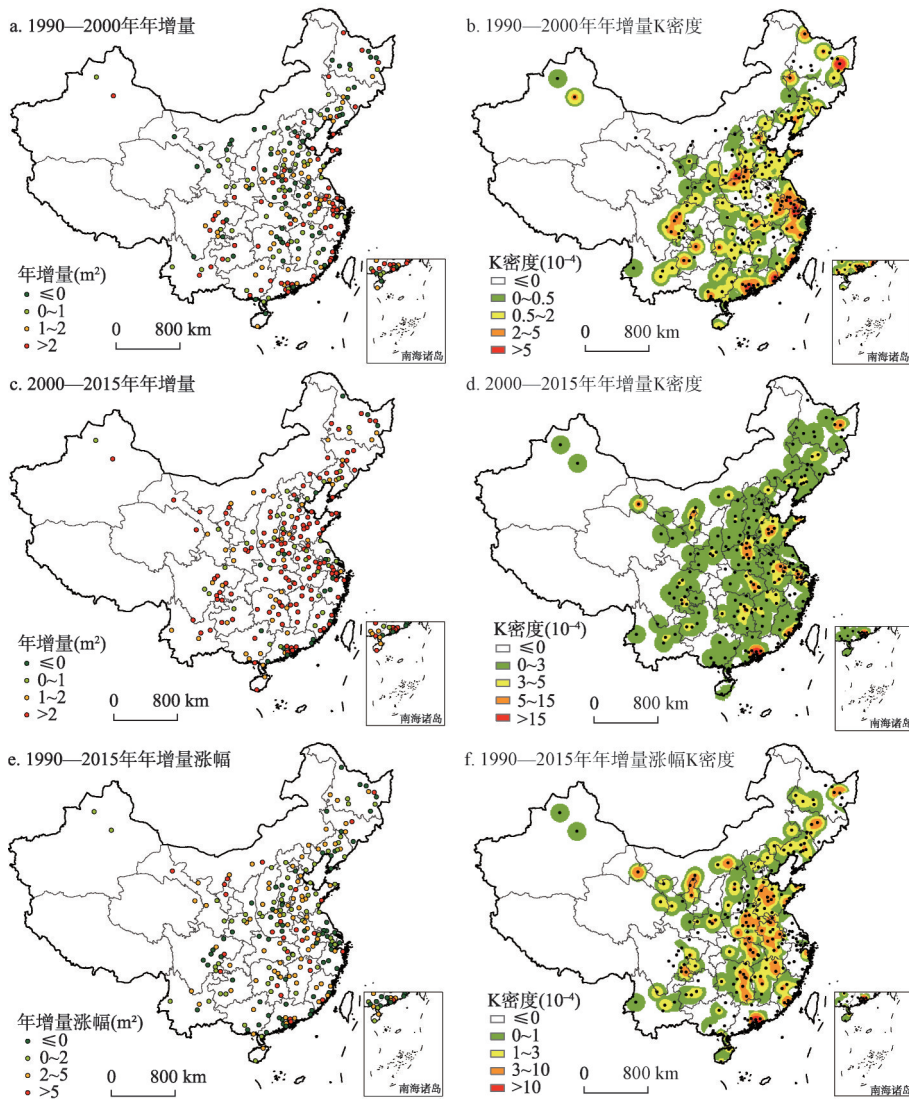 a. 1990—2000年年增量
年增量(m²)
≤0
0~1
1~2
>2
0 800 km
南海诸岛
b. 1990—2000年增量K密度
K密度(10⁻⁴)
≤0
0~0.5
0.5~2
2~5
>5
0 800 km
南海诸岛
c. 2000—2015年年增量
年增量(m²)
≤0
0~1
1~2
>2
0 800 km
南海诸岛
d. 2000—2015年年增量K密度
K密度(10⁻⁴)
≤0
0~3
3~5
5~15
>15
0 800 km
南海诸岛
e. 1990—2015年年增量涨幅
年增量涨幅(m²)
≤0
0~2
2~5
>5
0 800 km
南海诸岛
f. 1990—2015年年增量涨幅K密度
K密度(10⁻⁴)
≤0
0~1
1~3
3~10
>10
0 800 km
南海诸岛